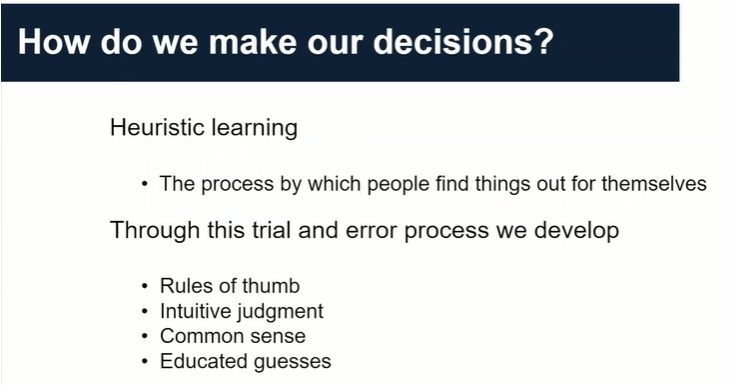 How do we make our decisions?
Heuristic learning
• The process by which people find things out for themselves
Through this trial and error process we develop
• Rules of thumb
• Intuitive judgment
• Common sense
• Educated guesses